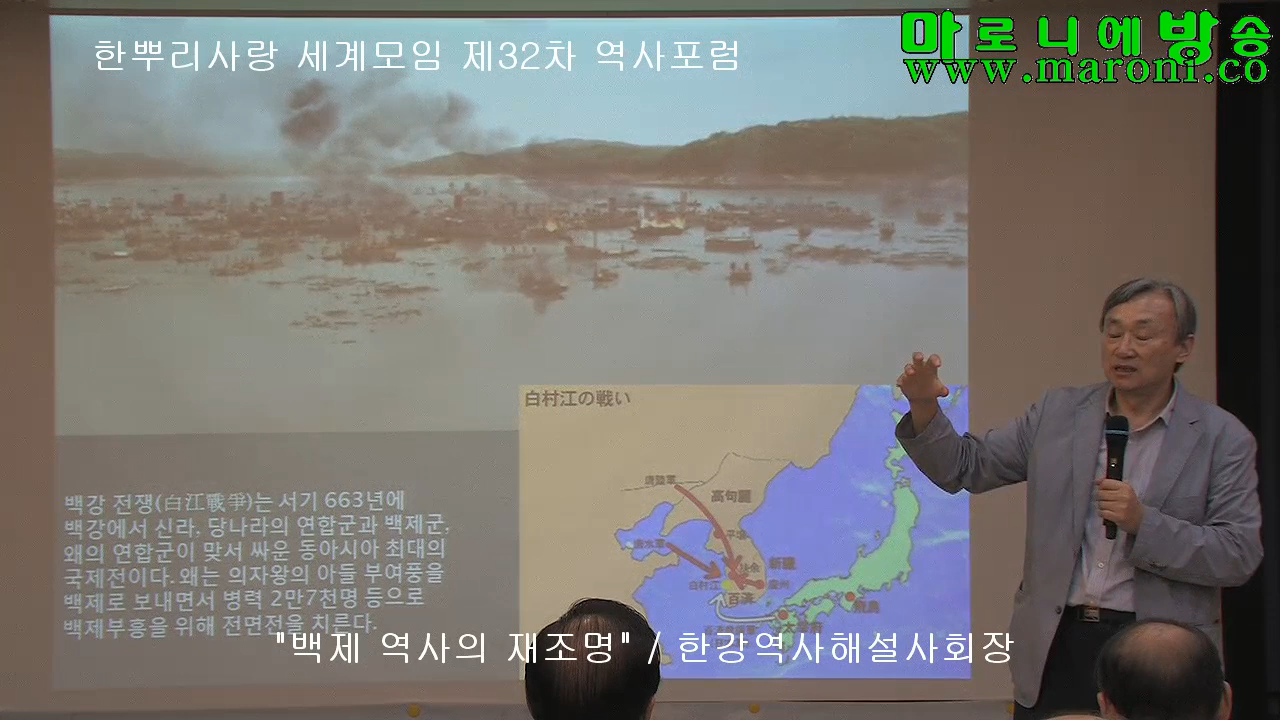 한뿌리사랑 세계모임 제32차 역사포럼
마로니에방송
www.maroni.co
白村江の戦い
高句麗
新羅
白村江
慶州
百済
飛鳥
백강 전쟁(白江戰爭)는 서기 663년에
백강에서 신라, 당나라의 연합군과 백제군,
왜의 연합군이 맞서 싸운 동아시아 최대의
국제전이다. 왜는 의자왕의 아들 부여풍을
백제로 보내면서 병력 2만7천명 등으로
백제부흥을 위해 전면전을 치른다.
"백제 역사의 재조명" / 한강역사해설사회장